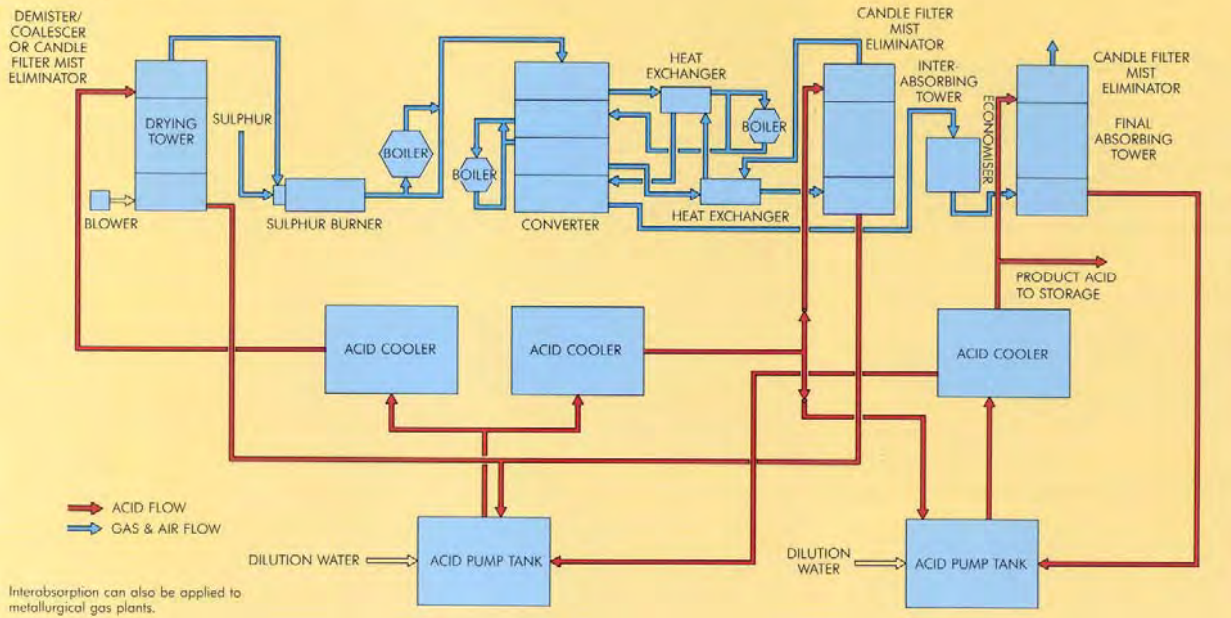 DEMISTER/
COALESCER
OR CANDLE
FILTER MIST
ELIMINATOR
DRYING
TOWER
BLOWER
SULPHUR
SULPHUR BURNER
BOILER
BOILER
CONVERTER
HEAT
EXCHANGER
BOILER
HEAT EXCHANGER
CANDLE FILTER
MIST
ELIMINATOR
INTER-
ABSORBING
TOWER
ECONOMISER
CANDLE FILTER
MIST
ELIMINATOR
FINAL
ABSORBING
TOWER
PRODUCT ACID
TO STORAGE
ACID COOLER
ACID COOLER
ACID COOLER
ACID FLOW
GAS & AIR FLOW
DILUTION WATER
ACID PUMP TANK
DILUTION
WATER
ACID PUMP TANK
Interabsorption can also be applied to
metallurgical gas plants.